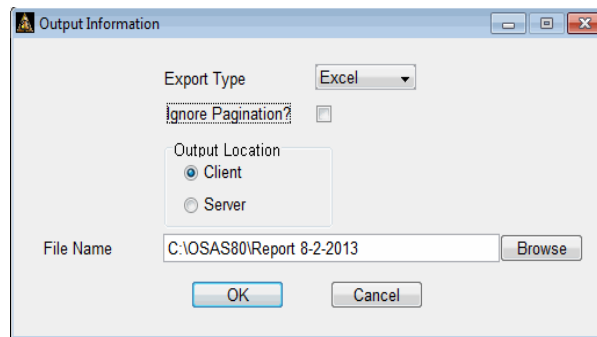 Output Information
Export Type Excel
Ignore Pagination?
Output Location
Client
Server
File Name C:\OSAS80\Report 8-2-2013 Browse
OK Cancel